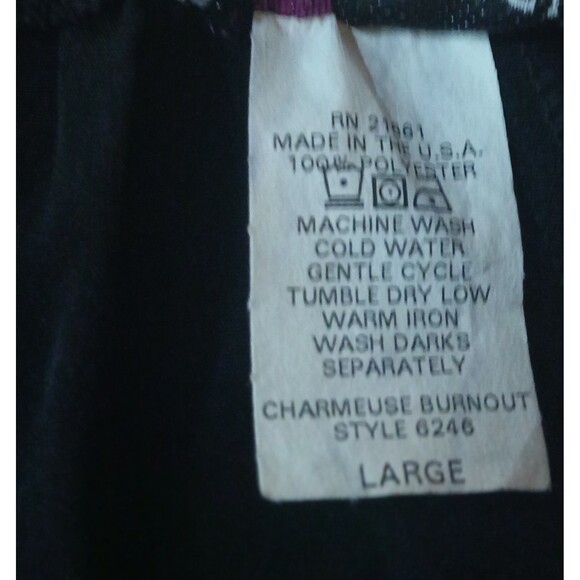 RN 21661
MADE IN THE U.S.A.
100% POLYESTER
MACHINE WASH
COLD WATER
GENTLE CYCLE
TUMBLE DRY LOW
WARM IRON
WASH DARKS
SEPARATELY
CHARMEUSE BURNOUT
STYLE 6246
LARGE